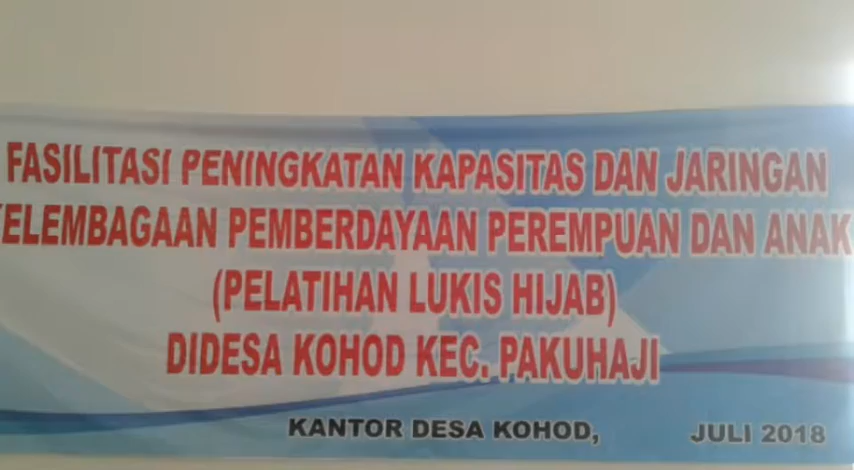 FASILITASI PENINGKATAN KAPASITAS DAN JARINGAN
KELEMBAGAAN PEMBERDAYAAN PEREMPUAN DAN ANAK
(PELATIHAN LUKIS HIJAB)
DIDESA KOHOD KEC. PAKUHAJI
KANTOR DESA KOHOD, JULI 2018